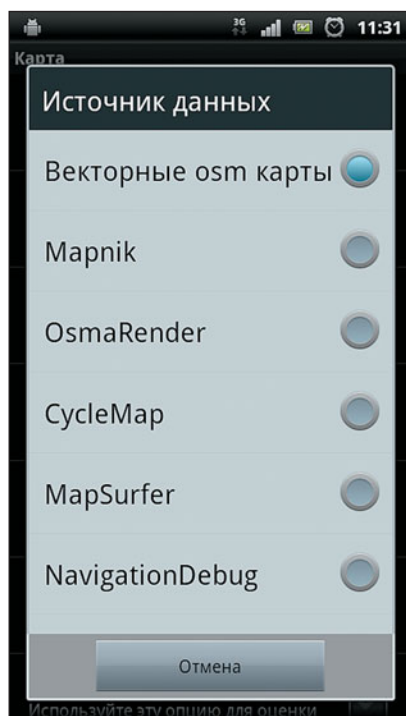 3G 11:31
Карта
Источник данных
Векторные osm карты
Mapnik
OsmaRender
CycleMap
MapSurfer
NavigationDebug
Отмена
Используйте эту опцию для оценки